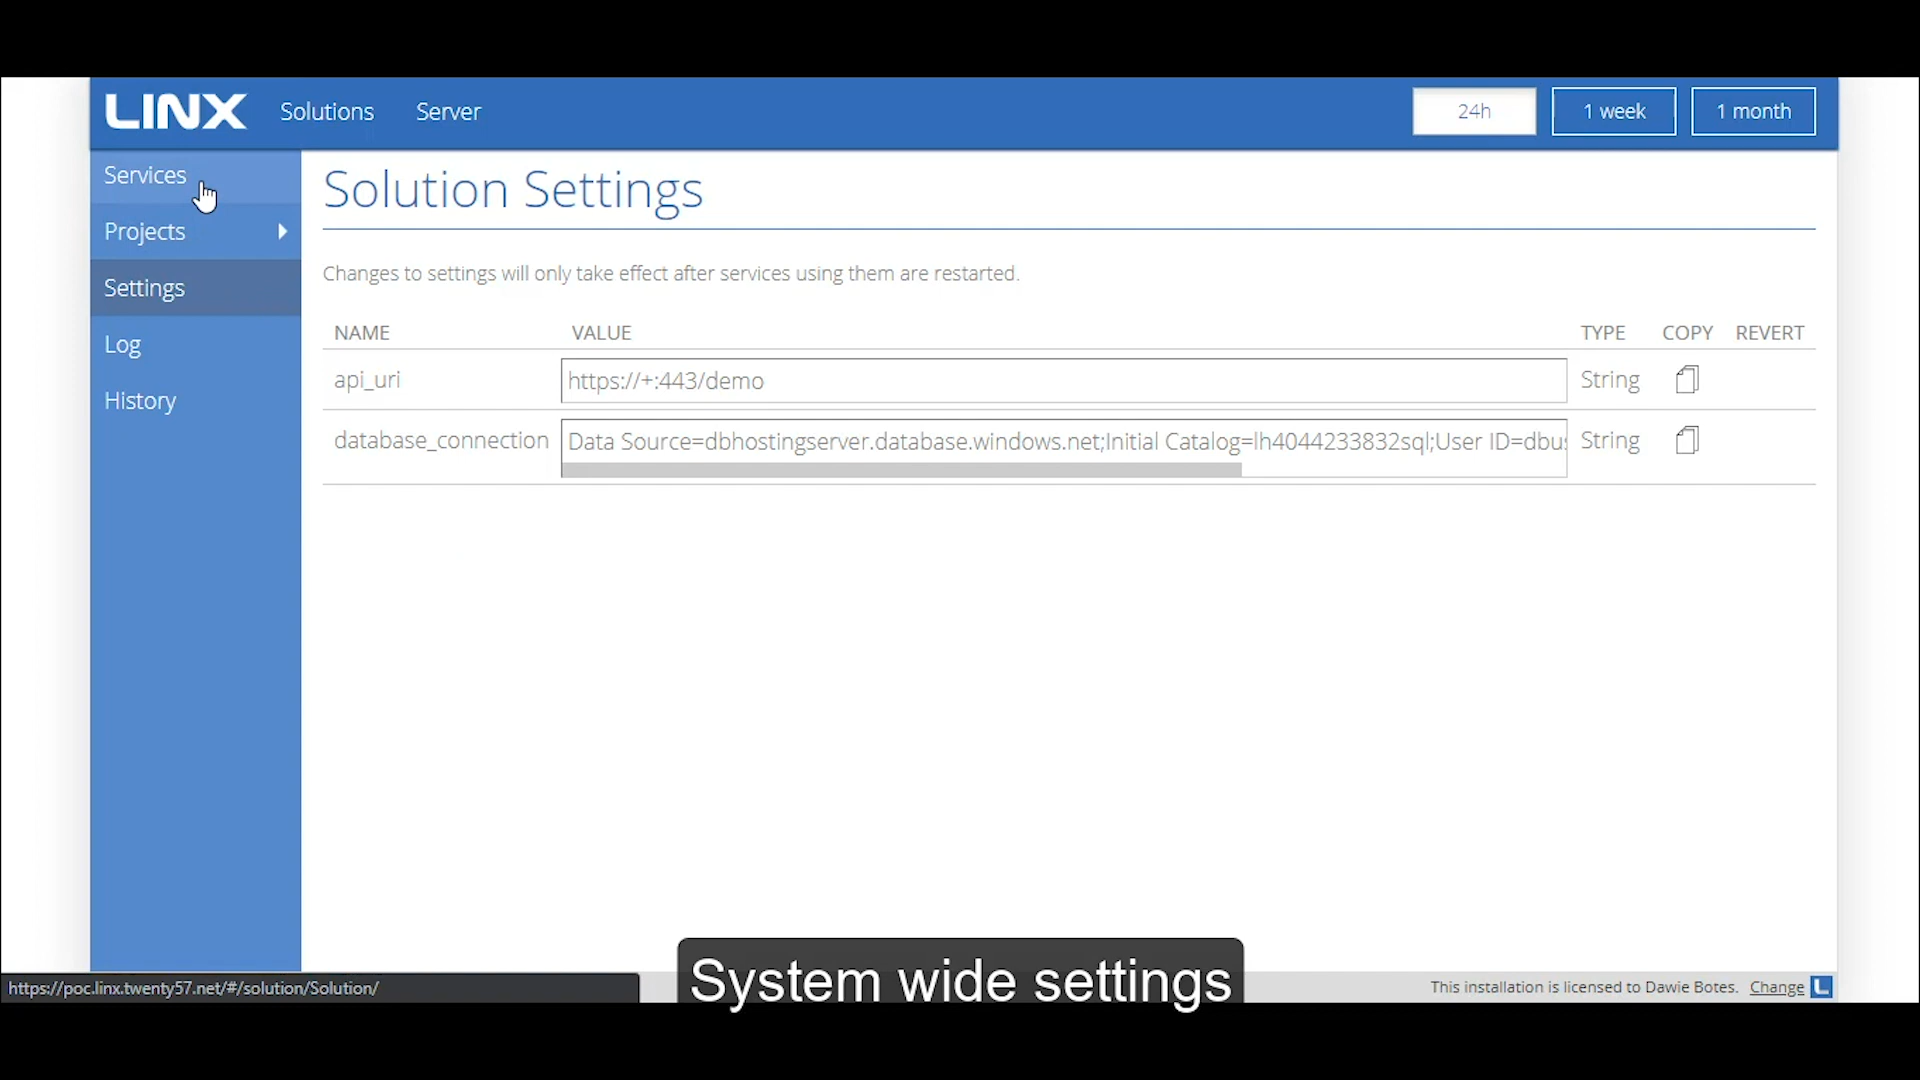 LINX Solutions Server 24h 1 week 1 month
Services
Projects
Settings
Log
History
Solution Settings
Changes to settings will only take effect after services using them are restarted.
NAME VALUE TYPE COPY REVERT
api_uri https://+:443/demo String
database_connection Data Source=dbhostingserver.database.windows.net;Initial Catalog=lh4044233832sql;User ID=dbus String
System wide settings
https://poc.linx.twenty57.net/#/solution/Solution/
This installation is licensed to Dawie Botes. Change L